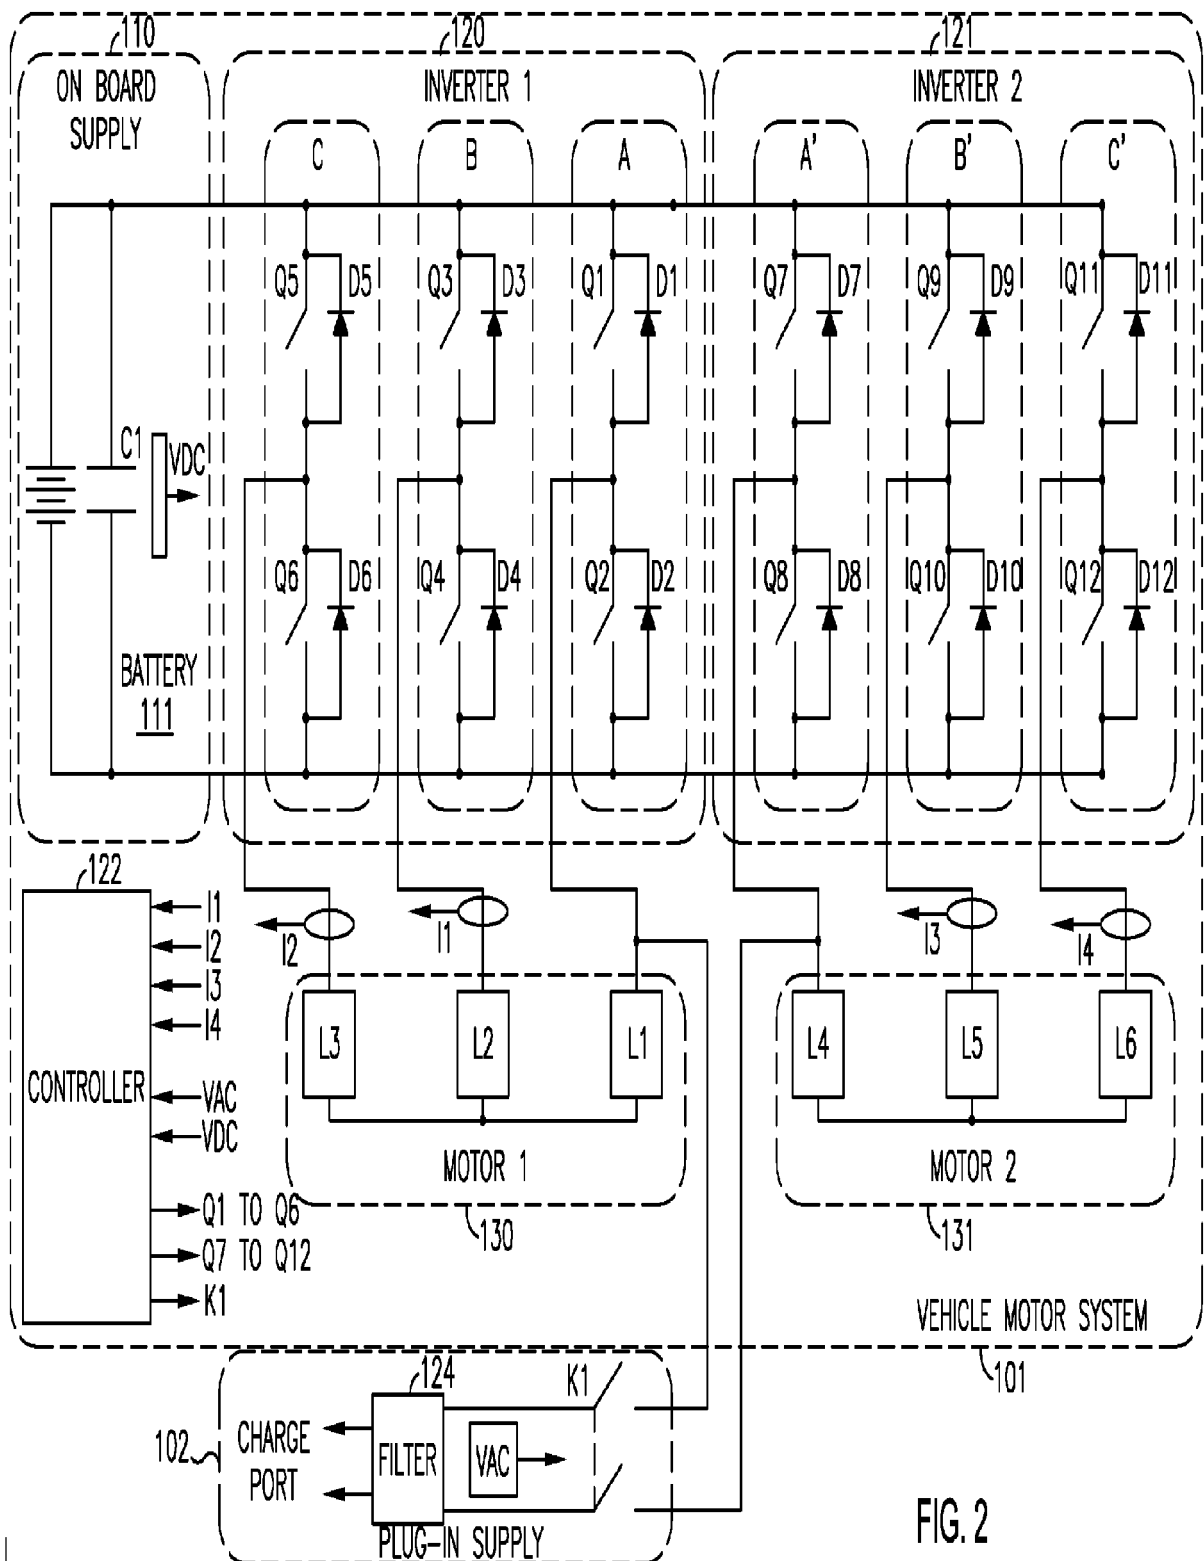 110
120
121
ON BOARD
SUPPLY
INVERTER 1
INVERTER 2
C
B
A
A'
B'
C'
Q5
D5
Q3
D3
Q1
D1
Q7
D7
Q9
D9
Q11
D11
C1
VDC
Q6
D6
Q4
D4
Q2
D2
Q8
D8
Q10
D10
Q12
D12
BATTERY
111
122
CONTROLLER
I1
I2
I3
I4
VAC
VDC
Q1 TO Q6
Q7 TO Q12
K1
I2
I1
I3
I4
L3
L2
L1
L4
L5
L6
MOTOR 1
MOTOR 2
130
131
VEHICLE MOTOR SYSTEM
101
102
124
K1
CHARGE
PORT
FILTER
VAC
PLUG-IN SUPPLY
FIG. 2